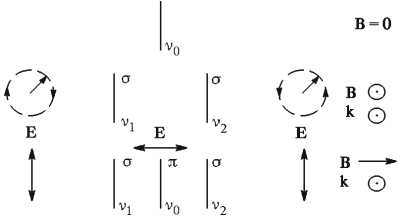 ν0 B = 0
σ σ
ν1 ν2 B
k
E E E
σ π σ B
ν1 ν0 ν2 k